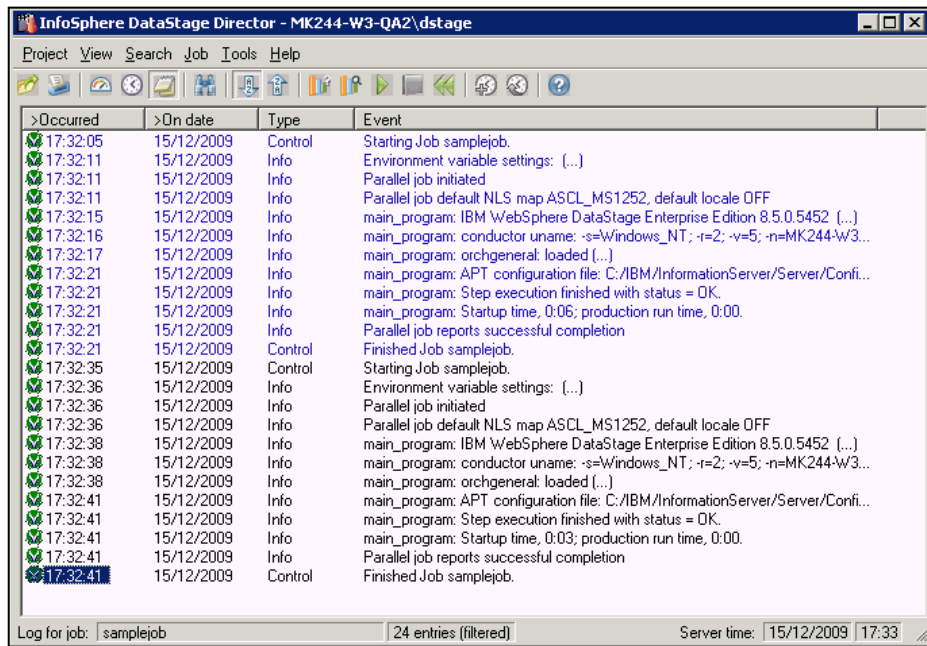 InfoSphere DataStage Director - MK244-W3-QA2\dstage
Project View Search Job Tools Help
>Occurred >On date Type Event
17:32:05 15/12/2009 Control Starting Job samplejob.
17:32:11 15/12/2009 Info Environment variable settings: (...)
17:32:11 15/12/2009 Info Parallel job initiated
17:32:11 15/12/2009 Info Parallel job default NLS map ASCL_MS1252, default locale OFF
17:32:15 15/12/2009 Info main_program: IBM WebSphere DataStage Enterprise Edition 8.5.0.5452 (...)
17:32:16 15/12/2009 Info main_program: conductor uname: -s=Windows_NT; -r=2; -v=5; -n=MK244-W3...
17:32:17 15/12/2009 Info main_program: orchgeneral: loaded (...)
17:32:21 15/12/2009 Info main_program: APT configuration file: C:/IBM/InformationServer/Server/Confi...
17:32:21 15/12/2009 Info main_program: Step execution finished with status = OK.
17:32:21 15/12/2009 Info main_program: Startup time, 0:06; production run time, 0:00.
17:32:21 15/12/2009 Info Parallel job reports successful completion
17:32:21 15/12/2009 Control Finished Job samplejob.
17:32:35 15/12/2009 Control Starting Job samplejob.
17:32:36 15/12/2009 Info Environment variable settings: (...)
17:32:36 15/12/2009 Info Parallel job initiated
17:32:36 15/12/2009 Info Parallel job default NLS map ASCL_MS1252, default locale OFF
17:32:38 15/12/2009 Info main_program: IBM WebSphere DataStage Enterprise Edition 8.5.0.5452 (...)
17:32:38 15/12/2009 Info main_program: conductor uname: -s=Windows_NT; -r=2; -v=5; -n=MK244-W3...
17:32:38 15/12/2009 Info main_program: orchgeneral: loaded (...)
17:32:41 15/12/2009 Info main_program: APT configuration file: C:/IBM/InformationServer/Server/Confi...
17:32:41 15/12/2009 Info main_program: Step execution finished with status = OK.
17:32:41 15/12/2009 Info main_program: Startup time, 0:03; production run time, 0:00.
17:32:41 15/12/2009 Info Parallel job reports successful completion
17:32:41 15/12/2009 Control Finished Job samplejob.
Log for job: samplejob 24 entries (filtered) Server time: 15/12/2009 17:33